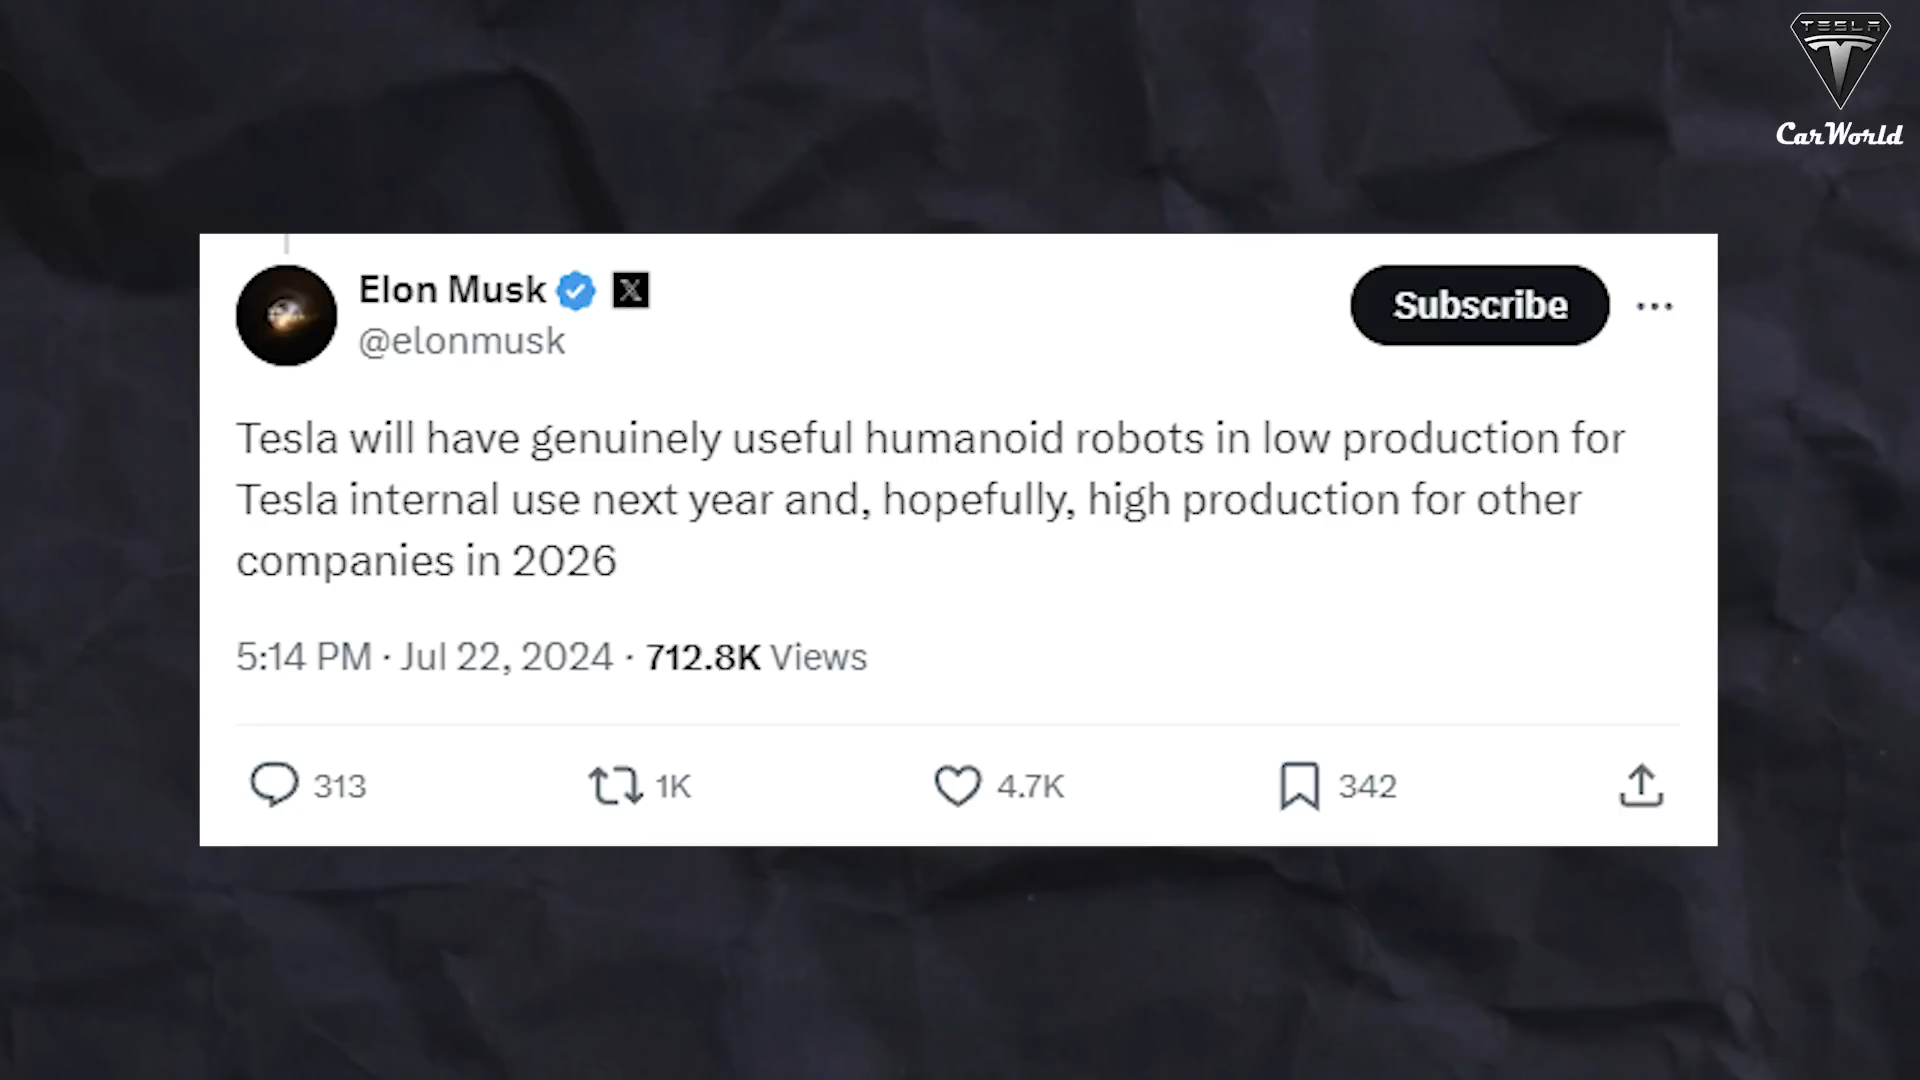 TESLA
CarWorld
Elon Musk
@elonmusk
Subscribe
Tesla will have genuinely useful humanoid robots in low production for
Tesla internal use next year and, hopefully, high production for other
companies in 2026
5:14 PM · Jul 22, 2024 · 712.8K Views
313
1K
4.7K
342